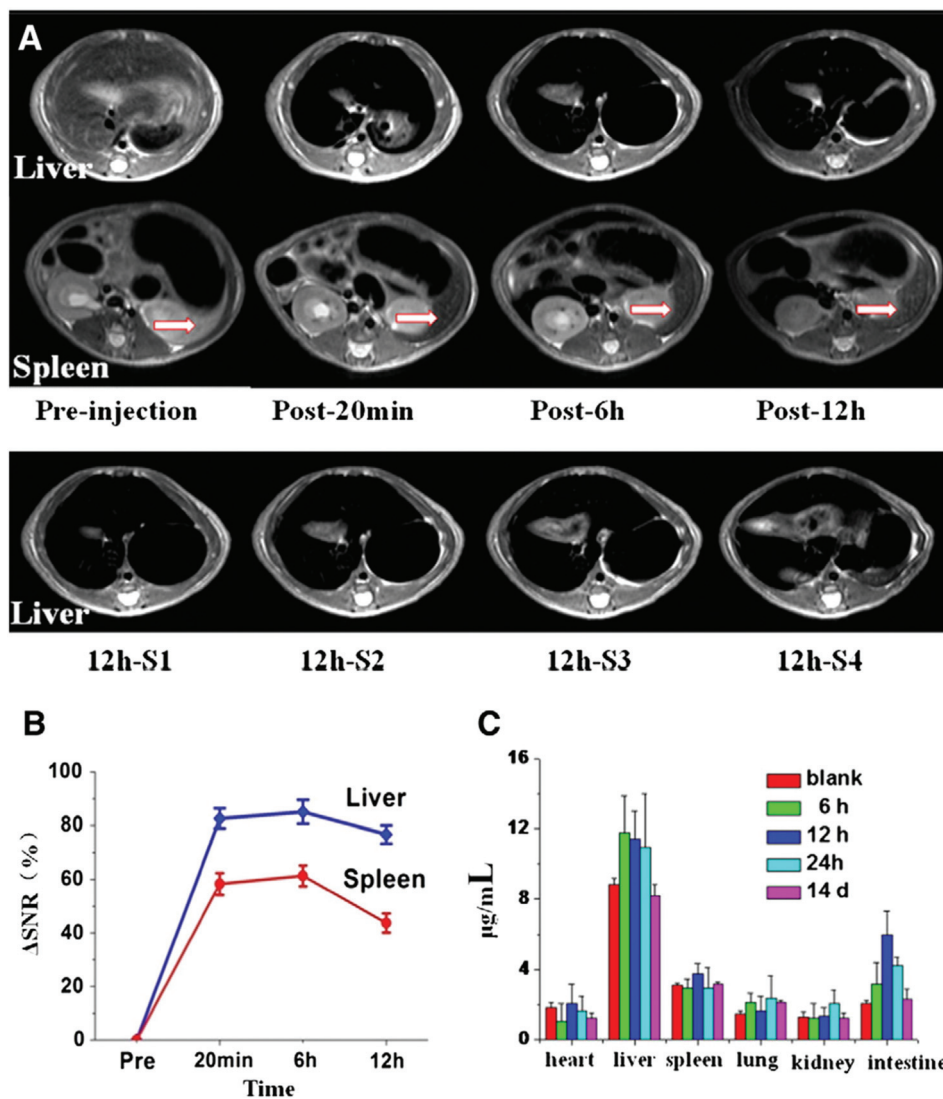 A
Liver
Spleen
Pre-injection Post-20min Post-6h Post-12h
Liver
12h-S1 12h-S2 12h-S3 12h-S4
B
100
80
60
40
20
0
ΔSNR (%)
Liver
Spleen
Pre 20min 6h 12h
Time
C
16
12
8
4
0
µg/mL
blank
6 h
12 h
24h
14 d
heart liver spleen lung kidney intestine